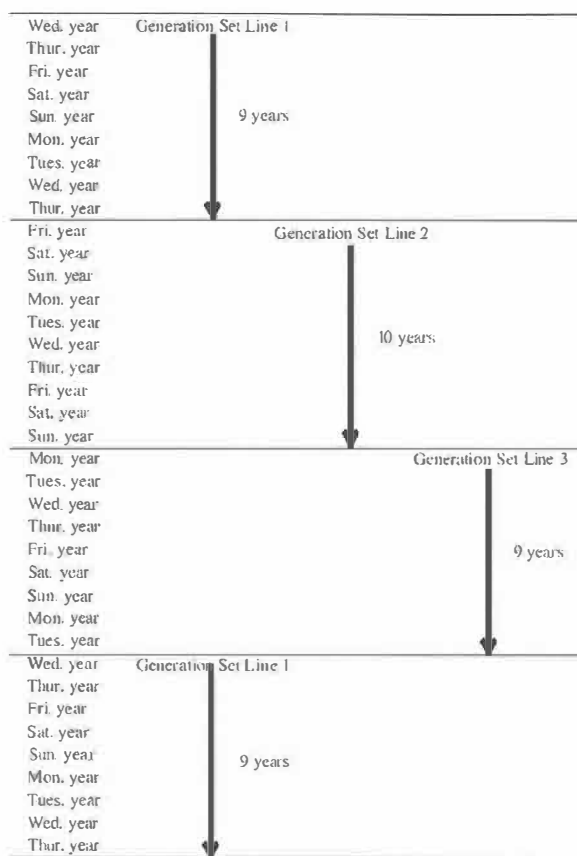 Wed. year Generation Set Line 1
Thur. year
Fri. year
Sat. year
Sun. year 9 years
Mon. year
Tues. year
Wed. year
Thur. year
Fri. year Generation Set Line 2
Sat. year
Sun. year
Mon. year
Tues. year
Wed. year 10 years
Thur. year
Fri. year
Sat. year
Sun. year
Mon. year Generation Set Line 3
Tues. year
Wed. year
Thur. year
Fri. year 9 years
Sat. year
Sun. year
Mon. year
Tues. year
Wed. year Generation Set Line 1
Thur. year
Fri. year
Sat. year
Sun. year 9 years
Mon. year
Tues. year
Wed. year
Thur. year